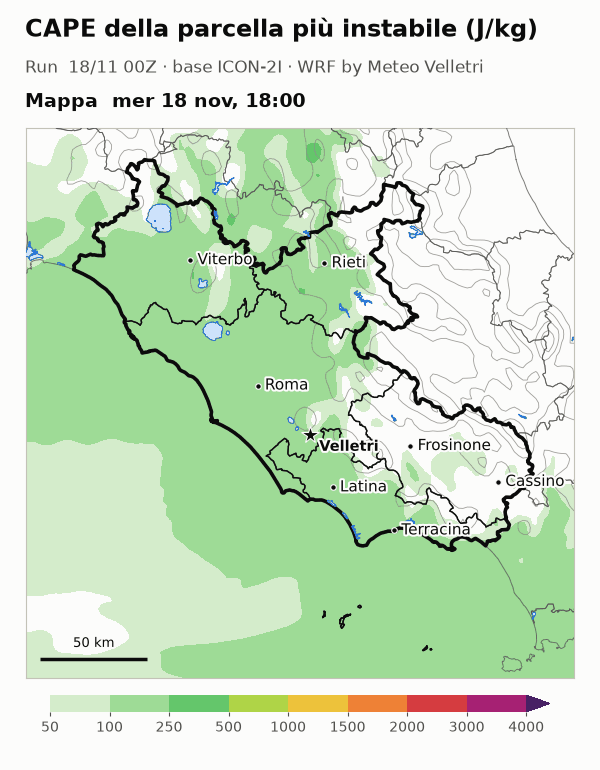 CAPE della parcella più instabile (J/kg)
Run  18/11 00Z · base ICON-2I · WRF by Meteo Velletri
Mappa  mer 18 nov, 18:00
Viterbo
Rieti
Roma
Velletri
Frosinone
Cassino
Latina
Terracina
50 km
50 100 250 500 1000 1500 2000 3000 4000